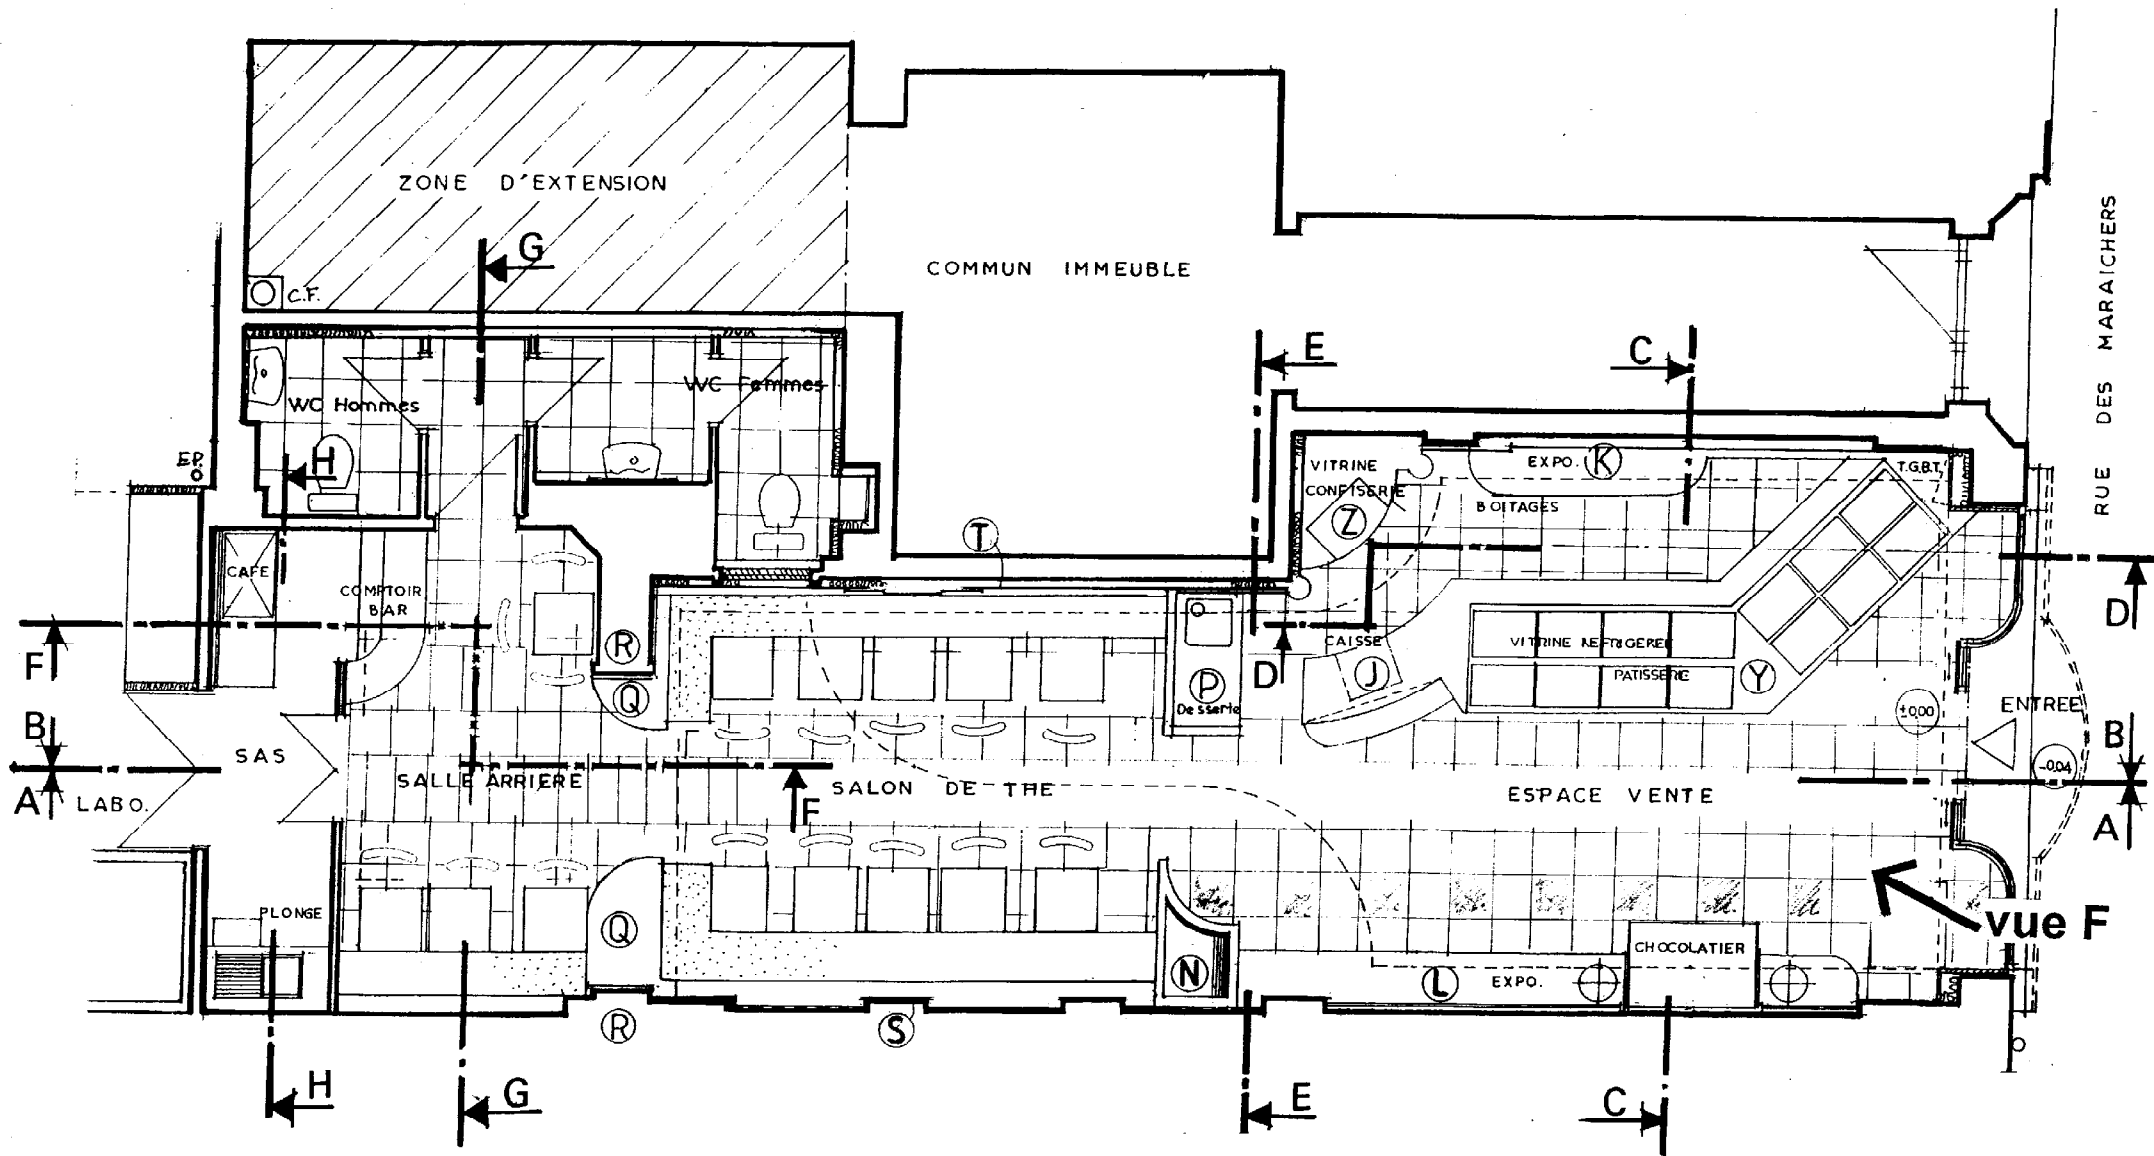 ZONE D'EXTENSION
C.F.
G
COMMUN IMMEUBLE
RUE DES MARAICHERS
E
C
WC Hommes
WC Femmes
E.P.
H
VITRINE
CONFISERIE
Z
EXPO. K
BOITAGES
T.G.B.T.
T
CAFE
COMPTOIR
BAR
F
R
Q
P
Desserte
D
CAISSE
J
VITRINE REFRIGEREE
PATISSERIE
Y
D
±0.00
ENTREE
B
-0.04
B
A
SAS
LABO.
SALLE ARRIERE
F
SALON DE THE
ESPACE VENTE
A
vue F
PLONGE
Q
N
L
EXPO.
CHOCOLATIER
R
S
H
G
E
C